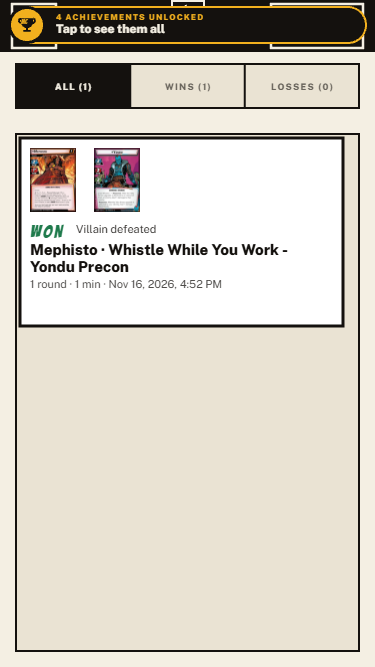 4 ACHIEVEMENTS UNLOCKED
Tap to see them all
ALL (1)
WINS (1)
LOSSES (0)
WON
Villain defeated
Mephisto · Whistle While You Work -
Yondu Precon
1 round · 1 min · Nov 16, 2026, 4:52 PM